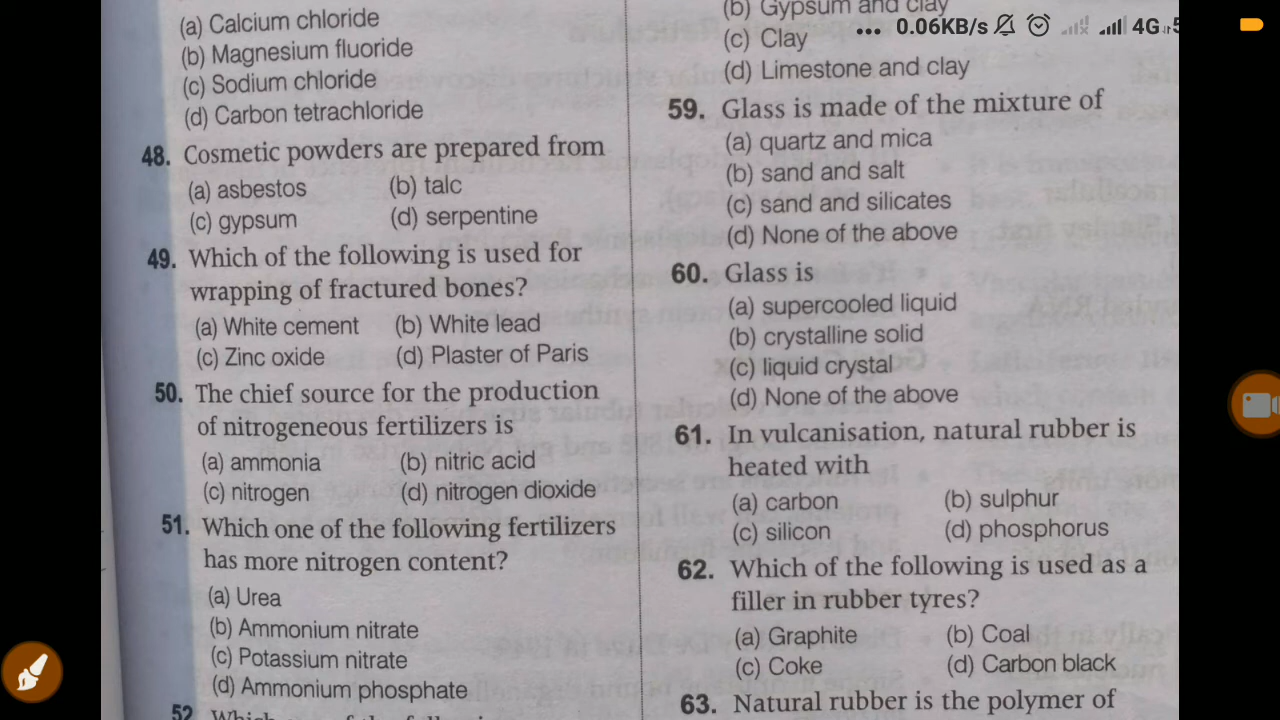 (a) Calcium chloride
(b) Magnesium fluoride
(c) Sodium chloride
(d) Carbon tetrachloride
48. Cosmetic powders are prepared from
(a) asbestos (b) talc
(c) gypsum (d) serpentine
49. Which of the following is used for
wrapping of fractured bones?
(a) White cement (b) White lead
(c) Zinc oxide (d) Plaster of Paris
50. The chief source for the production
of nitrogeneous fertilizers is
(a) ammonia (b) nitric acid
(c) nitrogen (d) nitrogen dioxide
51. Which one of the following fertilizers
has more nitrogen content?
(a) Urea
(b) Ammonium nitrate
(c) Potassium nitrate
(d) Ammonium phosphate
52. Which
(b) Gypsum and clay
0.06KB/s 4G
(c) Clay
(d) Limestone and clay
59. Glass is made of the mixture of
(a) quartz and mica
(b) sand and salt
(c) sand and silicates
(d) None of the above
60. Glass is
(a) supercooled liquid
(b) crystalline solid
(c) liquid crystal
(d) None of the above
61. In vulcanisation, natural rubber is
heated with
(a) carbon (b) sulphur
(c) silicon (d) phosphorus
62. Which of the following is used as a
filler in rubber tyres?
(a) Graphite (b) Coal
(c) Coke (d) Carbon black
63. Natural rubber is the polymer of